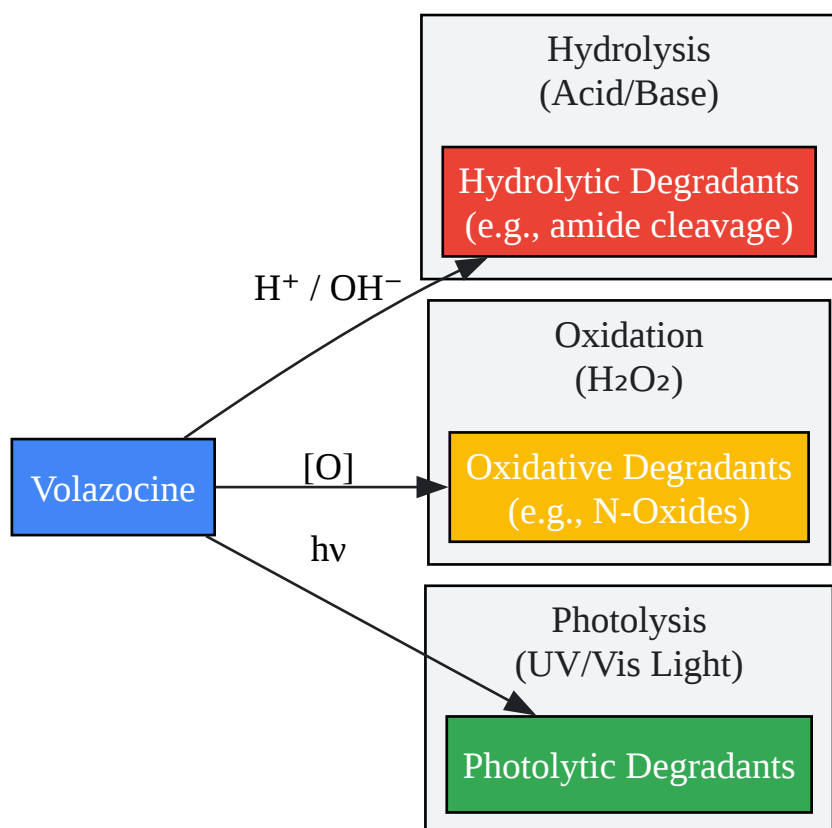 Hydrolysis
(Acid/Base)
Hydrolytic Degradants
(e.g., amide cleavage)
H⁺ / OH⁻
Oxidation
(H₂O₂)
Volazocine
[O]
Oxidative Degradants
(e.g., N-Oxides)
hν
Photolysis
(UV/Vis Light)
Photolytic Degradants